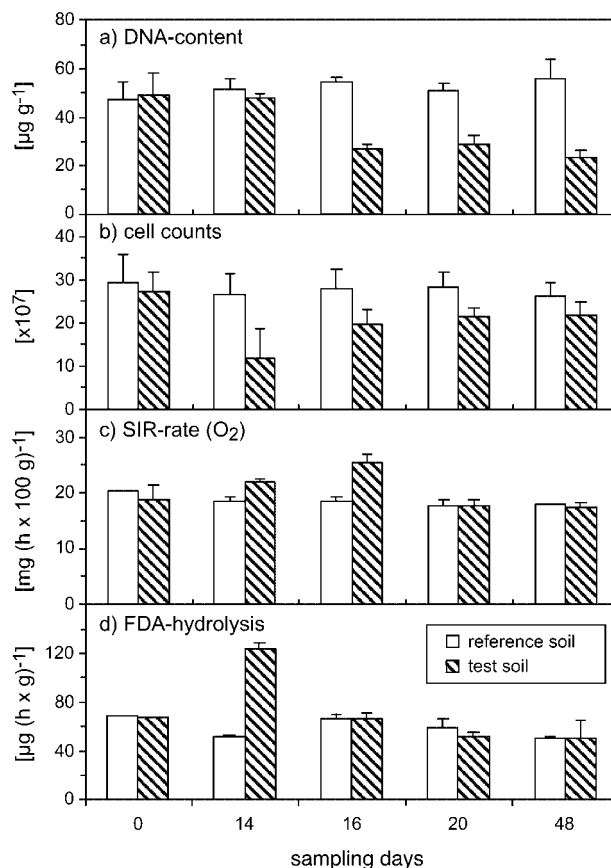 a) DNA-content
[µg g-1]
80
60
40
20
0
b) cell counts
[x107]
40
30
20
10
0
c) SIR-rate (O2)
[mg (h x 100 g)-1]
30
20
10
0
d) FDA-hydrolysis
[µg (h x g)-1]
120
80
40
0
reference soil
test soil
0 14 16 20 48
sampling days